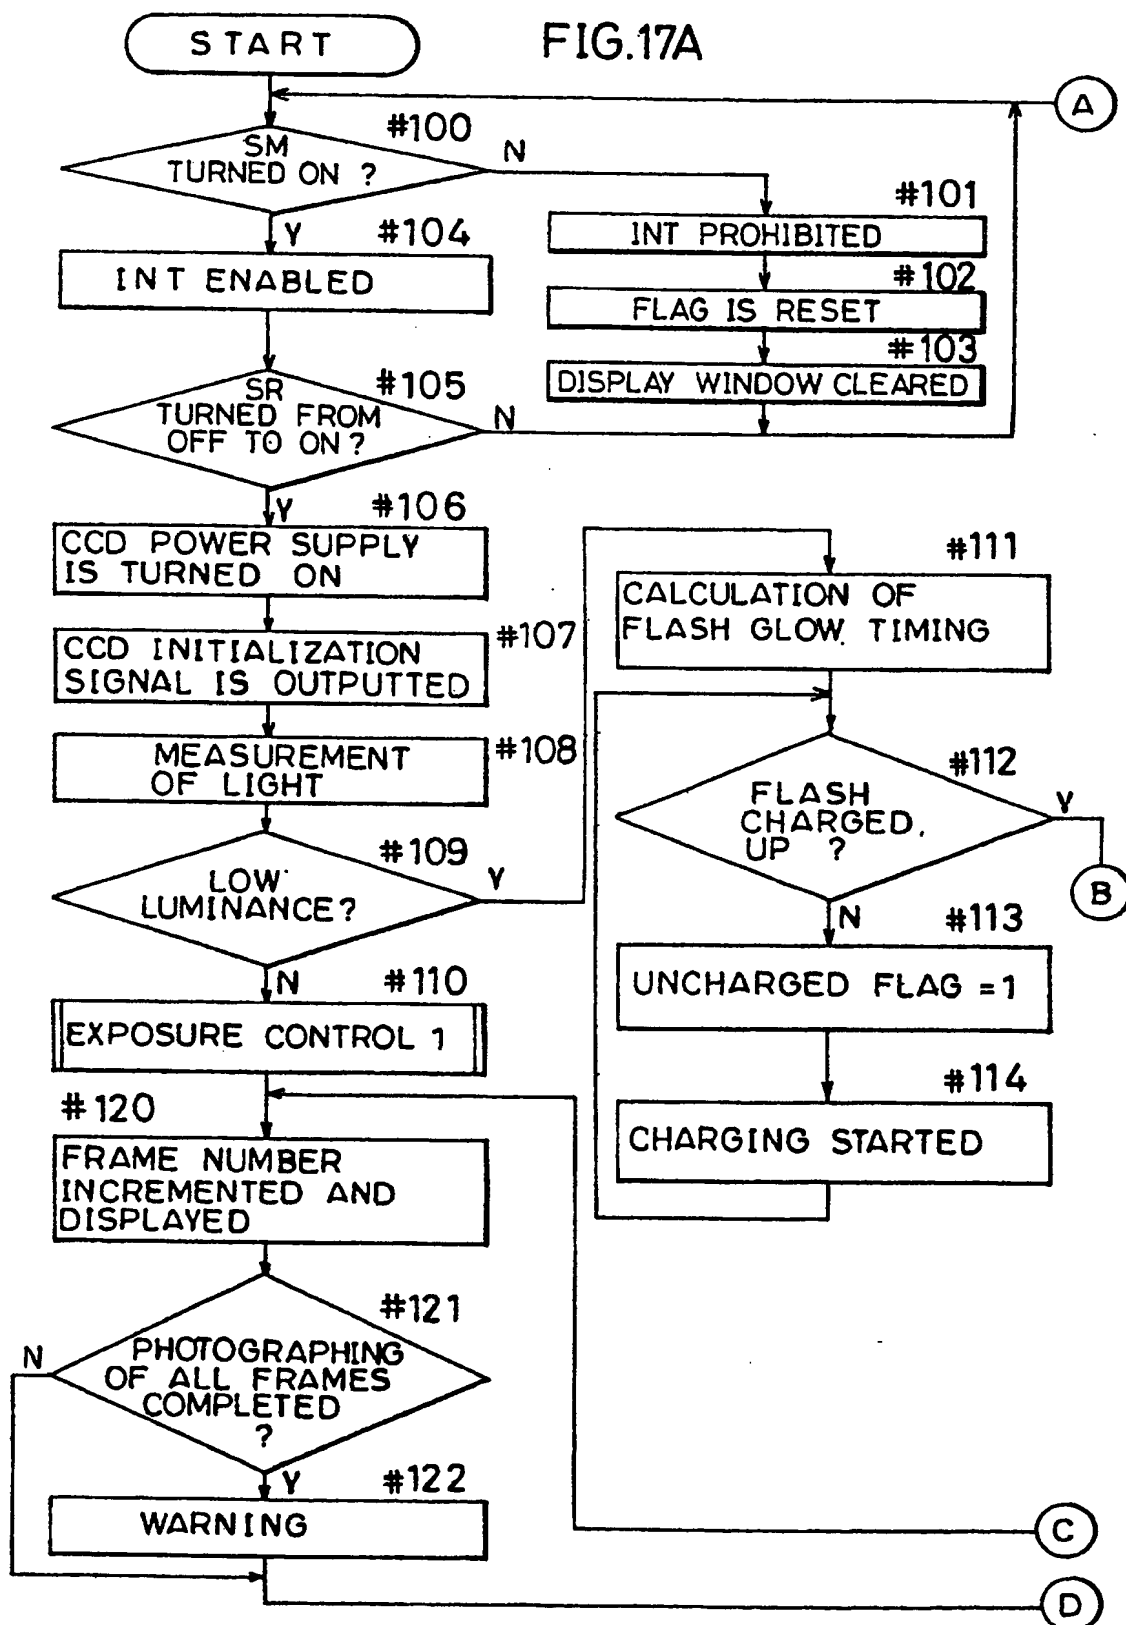 START
FIG.17A
A
#100
SM
TURNED ON ?
N
Y
#101
INT PROHIBITED
#102
FLAG IS RESET
#103
DISPLAY WINDOW CLEARED
#104
INT ENABLED
#105
SR
TURNED FROM
OFF TO ON ?
N
Y
#106
CCD POWER SUPPLY
IS TURNED ON
#107
CCD INITIALIZATION
SIGNAL IS OUTPUTTED
#108
MEASUREMENT
OF LIGHT
#109
LOW
LUMINANCE?
Y
N
#110
EXPOSURE CONTROL 1
#111
CALCULATION OF
FLASH GLOW TIMING
#112
FLASH
CHARGED
UP ?
Y
B
N
#113
UNCHARGED FLAG =1
#114
CHARGING STARTED
#120
FRAME NUMBER
INCREMENTED AND
DISPLAYED
#121
PHOTOGRAPHING
OF ALL FRAMES
COMPLETED
?
N
Y
#122
WARNING
C
D